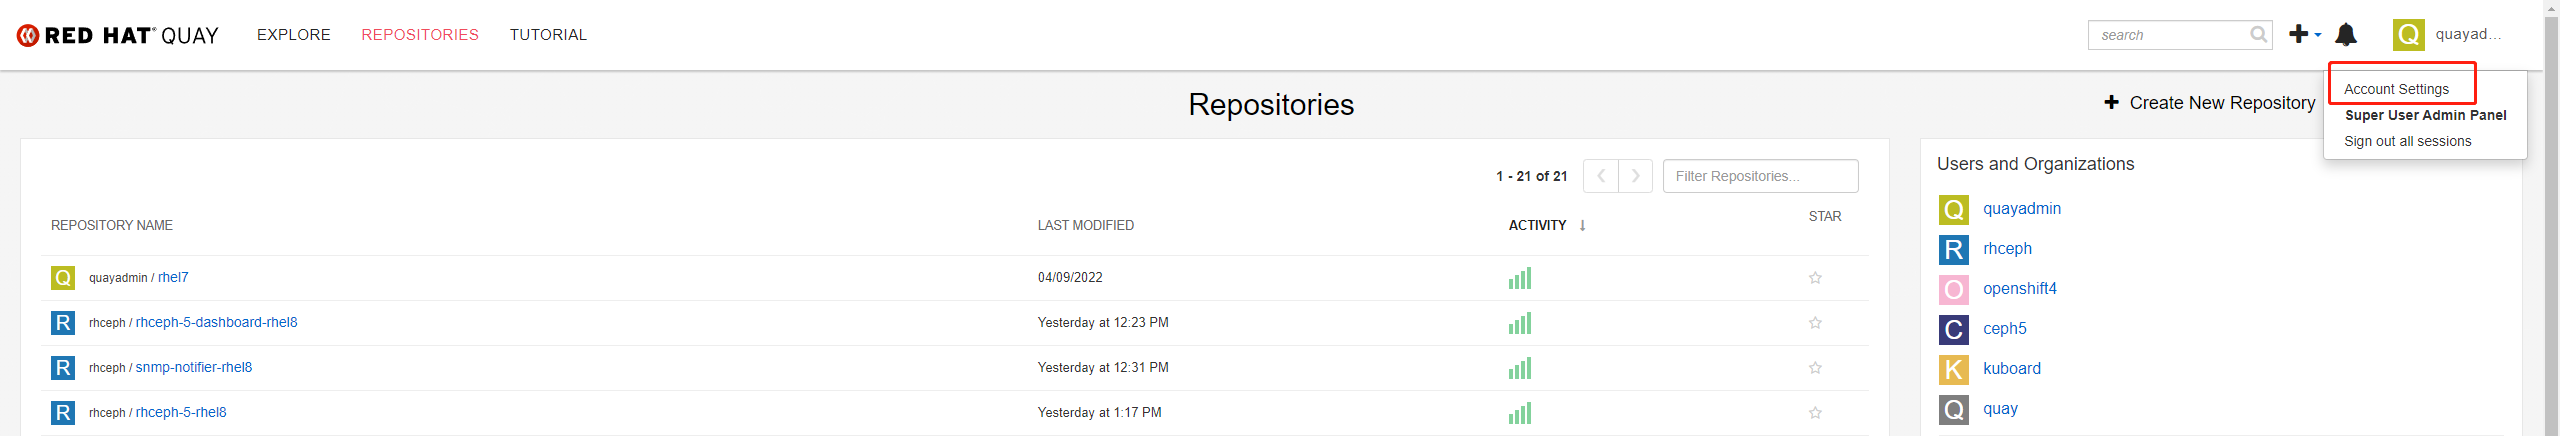 RED HAT® QUAY EXPLORE REPOSITORIES TUTORIAL search Q quayad...
Account Settings
Super User Admin Panel
Sign out all sessions
Repositories
Create New Repository
1 - 21 of 21 Filter Repositories...
REPOSITORY NAME LAST MODIFIED ACTIVITY STAR
Q quayadmin / rhel7 04/09/2022
R rhceph / rhceph-5-dashboard-rhel8 Yesterday at 12:23 PM
R rhceph / snmp-notifier-rhel8 Yesterday at 12:31 PM
R rhceph / rhceph-5-rhel8 Yesterday at 1:17 PM
Users and Organizations
Q quayadmin
R rhceph
O openshift4
C ceph5
K kuboard
Q quay